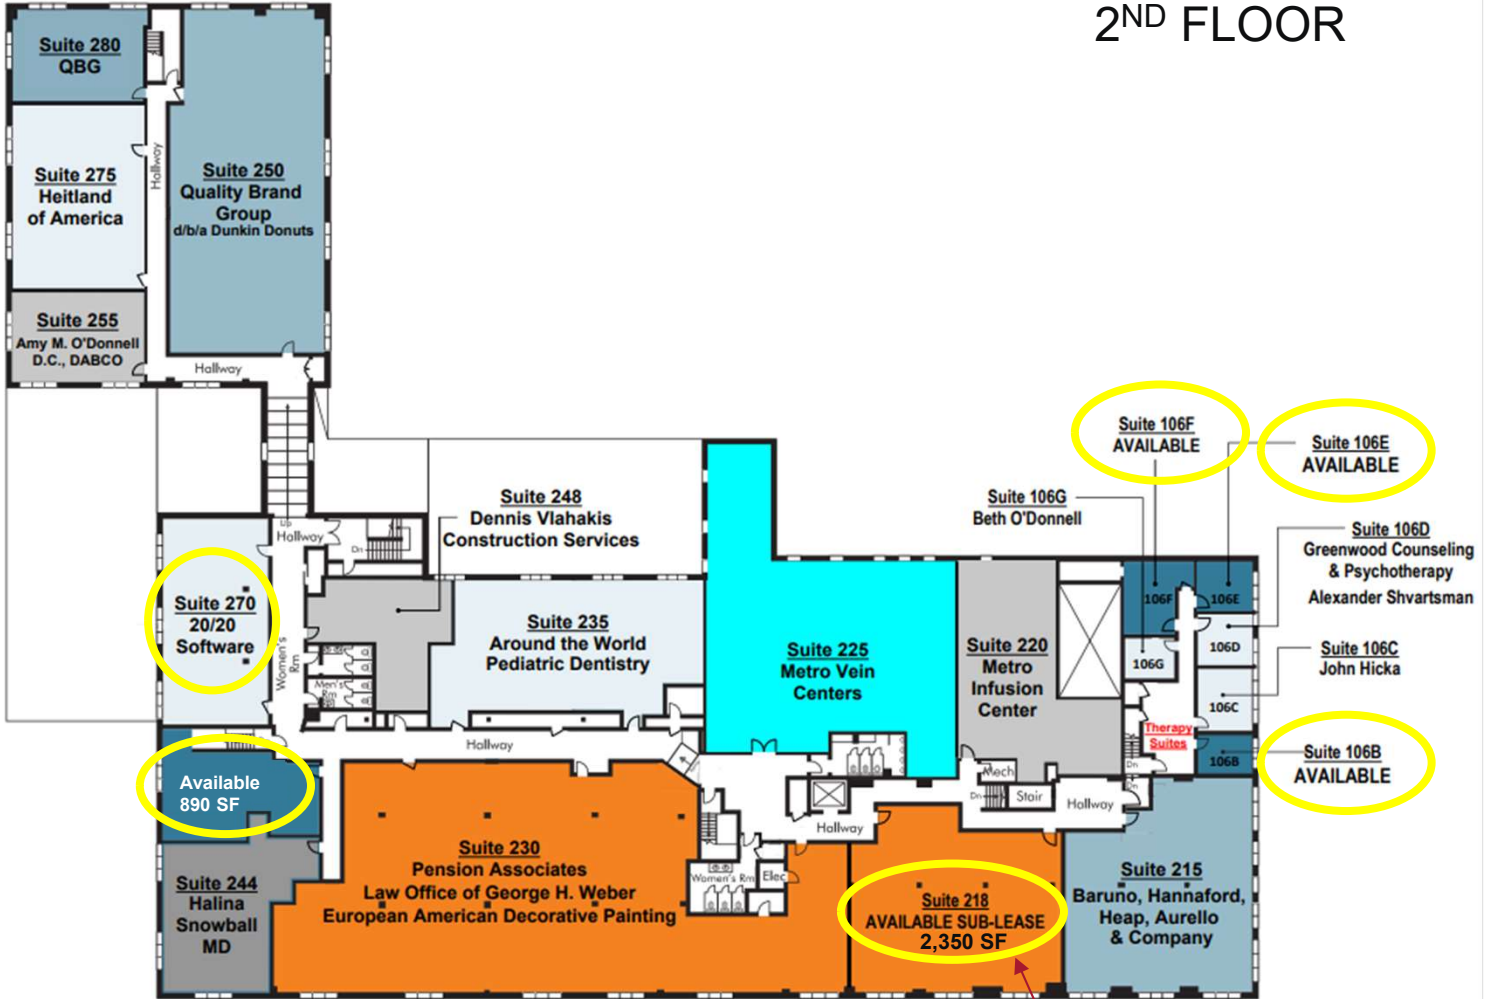 2ND FLOOR
Suite 280
QBG
Hallway
Suite 275
Heitland
of America
Suite 250
Quality Brand
Group
d/b/a Dunkin Donuts
Suite 255
Amy M. O'Donnell
D.C., DABCO
Hallway
Suite 106F
AVAILABLE
Suite 106E
AVAILABLE
Suite 106G
Beth O'Donnell
Suite 106D
Greenwood Counseling
& Psychotherapy
Alexander Shvartsman
Suite 106C
John Hicka
Suite 106B
AVAILABLE
Suite 248
Dennis Vlahakis
Construction Services
Up
Hallway
Dn
Suite 270
20/20
Software
Women's
Rm
Men's
Rm
Suite 235
Around the World
Pediatric Dentistry
Suite 225
Metro Vein
Centers
Suite 220
Metro
Infusion
Center
106F
106E
106G
106D
106C
106B
Therapy
Suites
Dn
Dn
Hallway
Mech
Dn
Stair
Hallway
Hallway
Available
890 SF
Suite 244
Halina
Snowball
MD
Suite 230
Pension Associates
Law Office of George H. Weber
European American Decorative Painting
Women's Rm
Elec
Suite 218
AVAILABLE SUB-LEASE
2,350 SF
Suite 215
Baruno, Hannaford,
Heap, Aurello
& Company